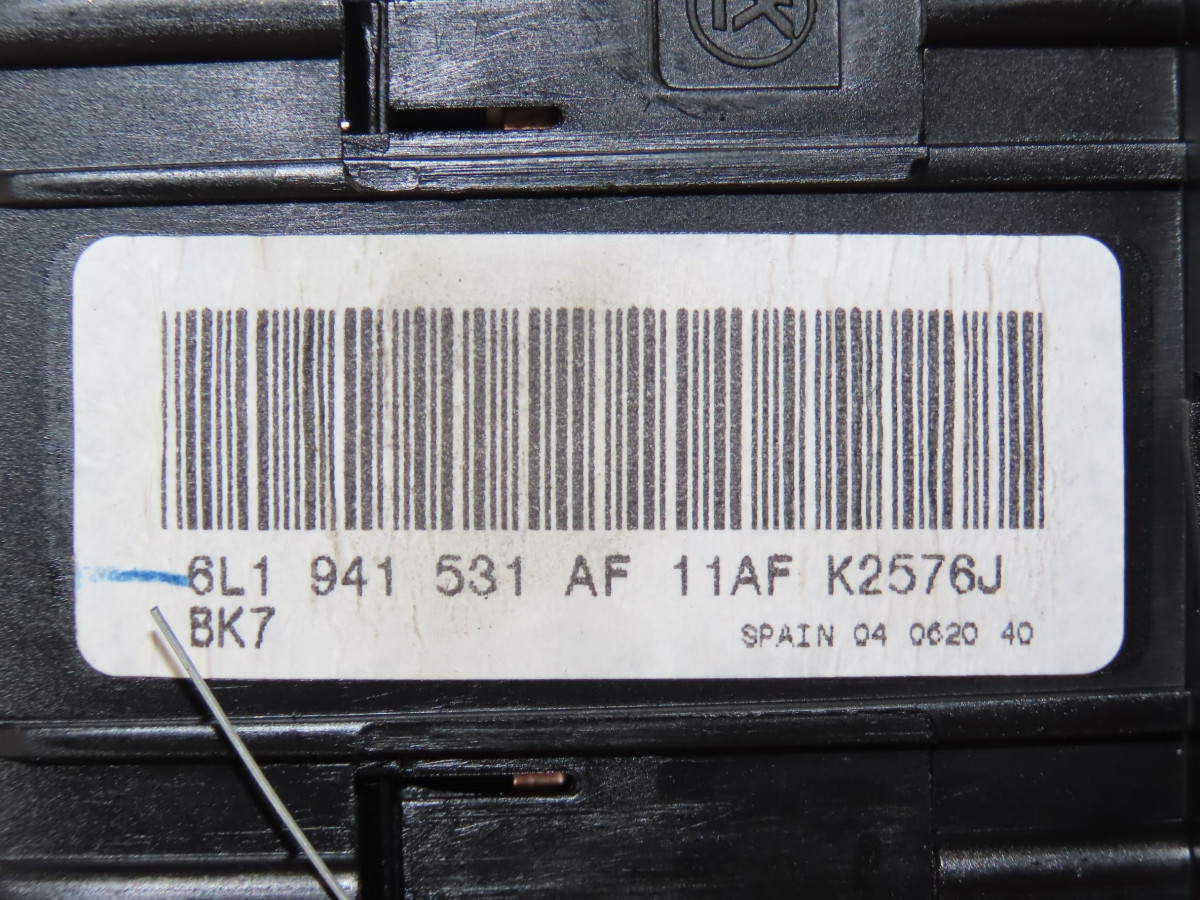 6L1 941 531 AF 11AF K2576J
BK7
SPAIN 04 0620 40